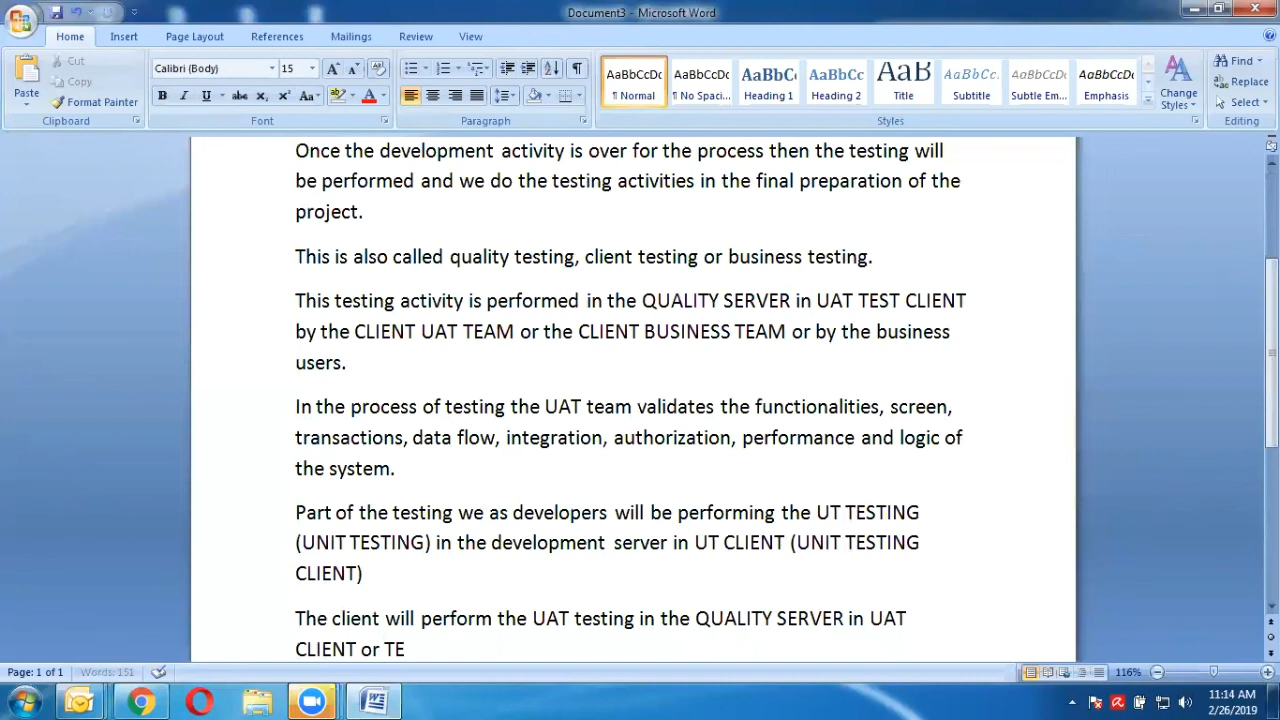 Document3 - Microsoft Word
Home Insert Page Layout References Mailings Review View
Paste
Cut
Copy
Format Painter
Clipboard
Calibri (Body) 15
Font
Paragraph
AaBbCcDc
¶ Normal
AaBbCcDc
¶ No Spaci...
AaBbC
Heading 1
AaBbCc
Heading 2
AaB
Title
AaBbCc.
Subtitle
AaBbCcDc
Subtle Em...
AaBbCcDc
Emphasis
Change
Styles
Styles
Find
Replace
Select
Editing
Once the development activity is over for the process then the testing will
be performed and we do the testing activities in the final preparation of the
project.
This is also called quality testing, client testing or business testing.
This testing activity is performed in the QUALITY SERVER in UAT TEST CLIENT
by the CLIENT UAT TEAM or the CLIENT BUSINESS TEAM or by the business
users.
In the process of testing the UAT team validates the functionalities, screen,
transactions, data flow, integration, authorization, performance and logic of
the system.
Part of the testing we as developers will be performing the UT TESTING
(UNIT TESTING) in the development server in UT CLIENT (UNIT TESTING
CLIENT)
The client will perform the UAT testing in the QUALITY SERVER in UAT
CLIENT or TE
Page: 1 of 1 Words: 151 116%
11:14 AM
2/26/2019